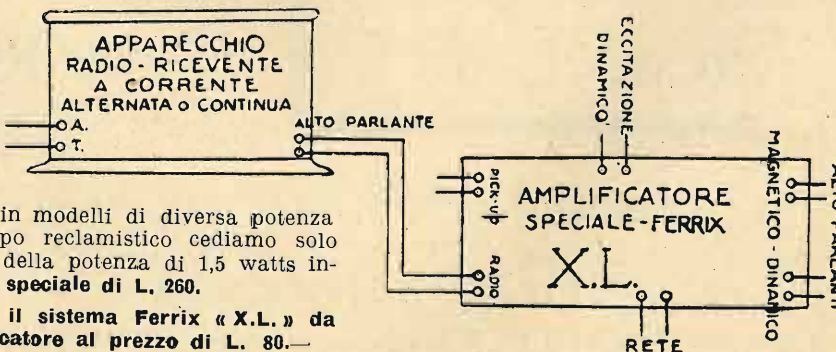 APPARECCHIO
RADIO - RICEVENTE
A CORRENTE
ALTERNATA O CONTINUA
A.
T.
ALTO PARLANTE
ECCITAZIONE
DINAMICO
PICK-UP
RADIO
AMPLIFICATORE
SPECIALE - FERRIX
X.L.
MAGNETICO - DINAMICO
RETE
in modelli di diversa potenza
po reclamistico cediamo solo
della potenza di 1,5 watts in-
speciale di L. 260.
il sistema Ferrix « X.L. » da
catore al prezzo di L. 80.—